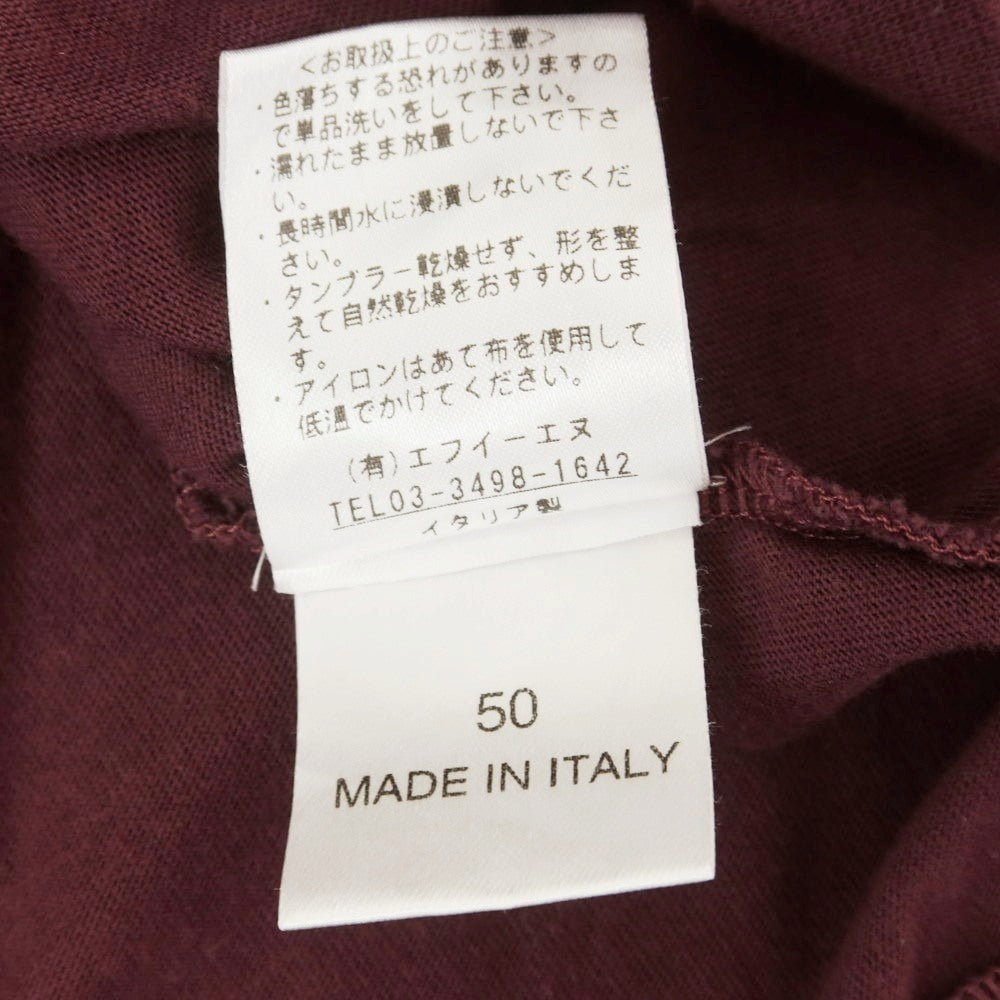 <お取扱上のご注意>
・色落ちする恐れがありますの
で単品洗いをして下さい。
・濡れたまま放置しないで下さ
い。
・長時間水に浸漬しないでくだ
さい。
・タンブラー乾燥せず、形を整
えて自然乾燥をおすすめしま
す。
・アイロンはあて布を使用して
低温でかけてください。
(有)エフイーエヌ
TEL03-3498-1642
イタリア製
50
MADE IN ITALY